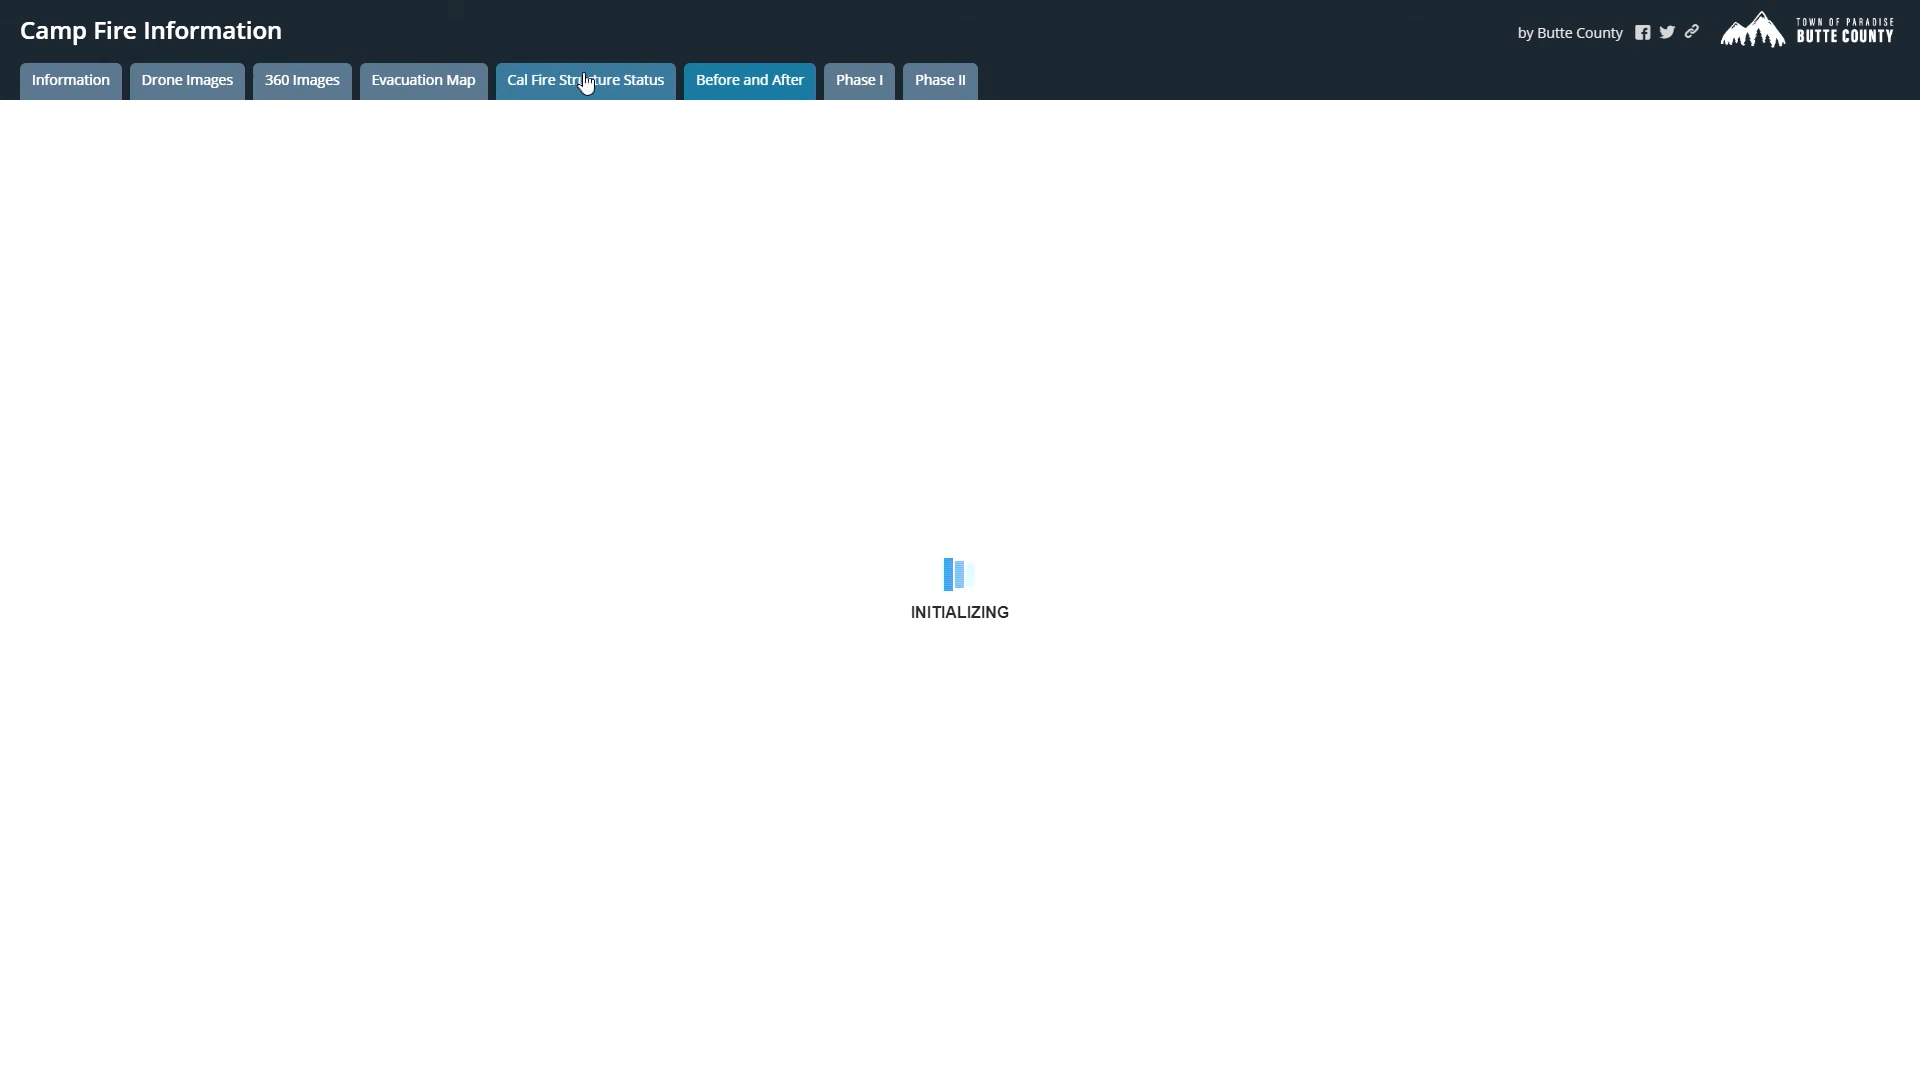 Camp Fire Information
by Butte County
TOWN OF PARADISE
BUTTE COUNTY
Information
Drone Images
360 Images
Evacuation Map
Cal Fire Structure Status
Before and After
Phase I
Phase II
INITIALIZING